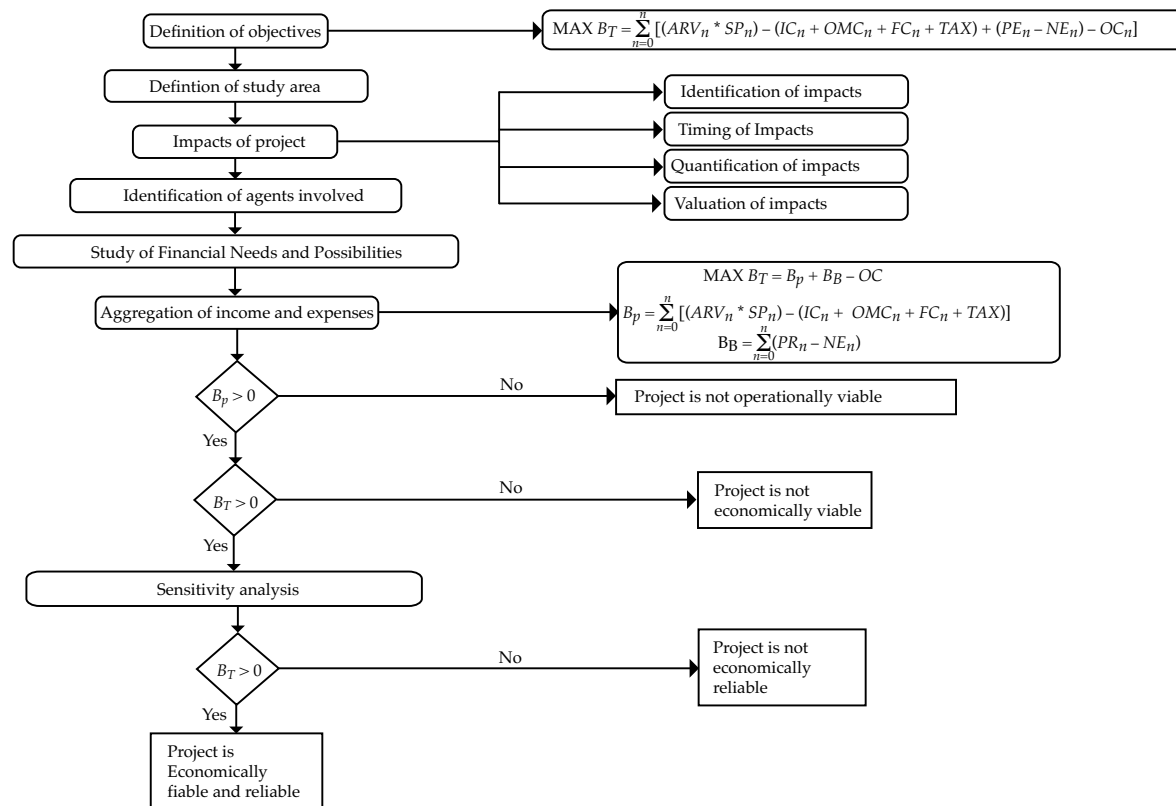 Definition of objectives
MAX B_T = ∑_{n=0}^{n} [(ARV_n * SP_n) – (IC_n + OMC_n + FC_n + TAX) + (PE_n – NE_n) – OC_n]
Defintion of study area
Identification of impacts
Impacts of project
Timing of Impacts
Quantification of impacts
Identification of agents involved
Valuation of impacts
Study of Financial Needs and Possibilities
MAX B_T = B_p + B_B – OC
Aggregation of income and expenses
B_p = ∑_{n=0}^{n} [(ARV_n * SP_n) – (IC_n + OMC_n + FC_n + TAX)]
B_B = ∑_{n=0}^{n} (PR_n – NE_n)
B_p > 0
No
Project is not operationally viable
Yes
B_T > 0
No
Project is not
economically viable
Yes
Sensitivity analysis
B_T > 0
No
Project is not
economically
reliable
Yes
Project is
Economically
fiable and reliable